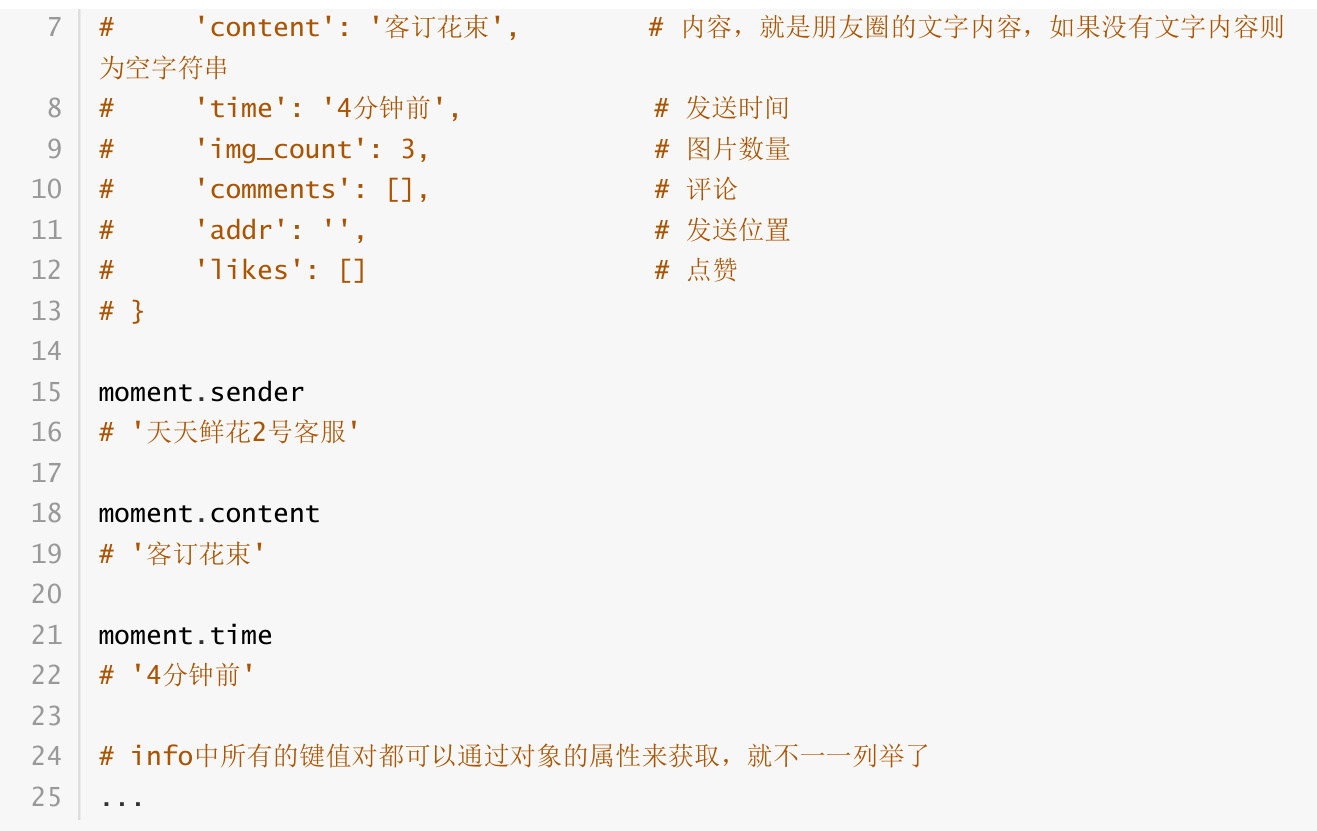 7 #     'content': '客订花束',        # 内容，就是朋友圈的文字内容，如果没有文字内容则
为空字符串
8 #     'time': '4分钟前',            # 发送时间
9 #     'img_count': 3,              # 图片数量
10 #     'comments': [],              # 评论
11 #     'addr': '',                  # 发送位置
12 #     'likes': []                  # 点赞
13 # }
14
15 moment.sender
16 # '天天鲜花2号客服'
17
18 moment.content
19 # '客订花束'
20
21 moment.time
22 # '4分钟前'
23
24 # info中所有的键值对都可以通过对象的属性来获取，就不一一列举了
25 ...